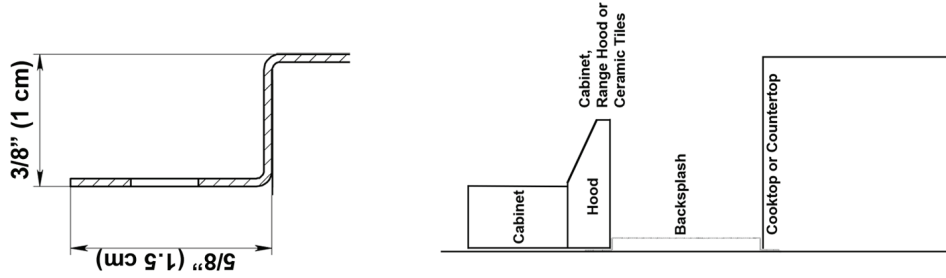 3/8” (1 cm)
5/8” (1.5 cm)
Cabinet,
Range Hood or
Ceramic Tiles
Cabinet
Hood
Backsplash
Cooktop or Countertop